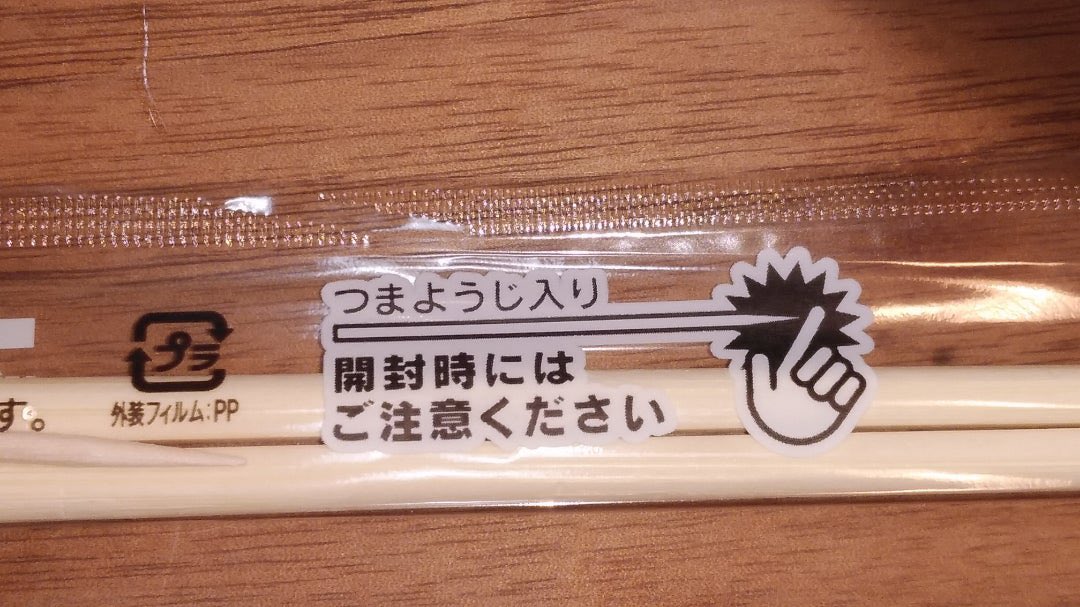 つまようじ入り
開封時には
ご注意ください
プラ
外装フィルム:PP
す。